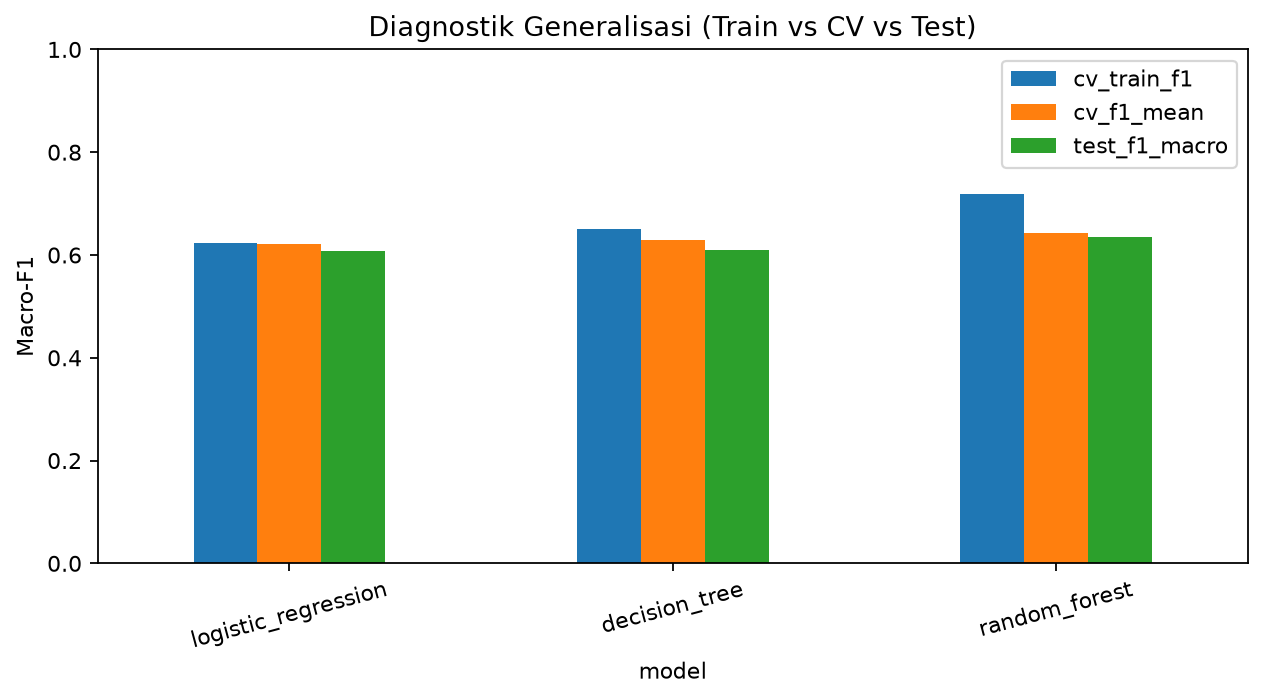 Diagnostik Generalisasi (Train vs CV vs Test)
1.0
0.8
0.6
0.4
0.2
0.0
Macro-F1
cv_train_f1
cv_f1_mean
test_f1_macro
logistic_regression
decision_tree
random_forest
model